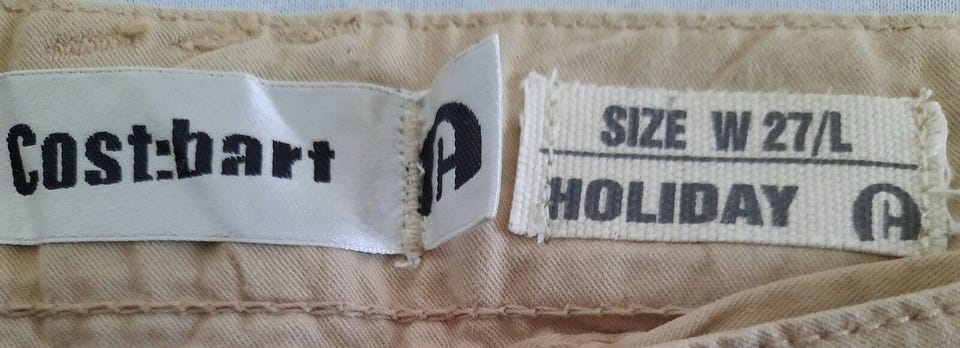 Cost:bart
SIZE W 27/L
HOLIDAY